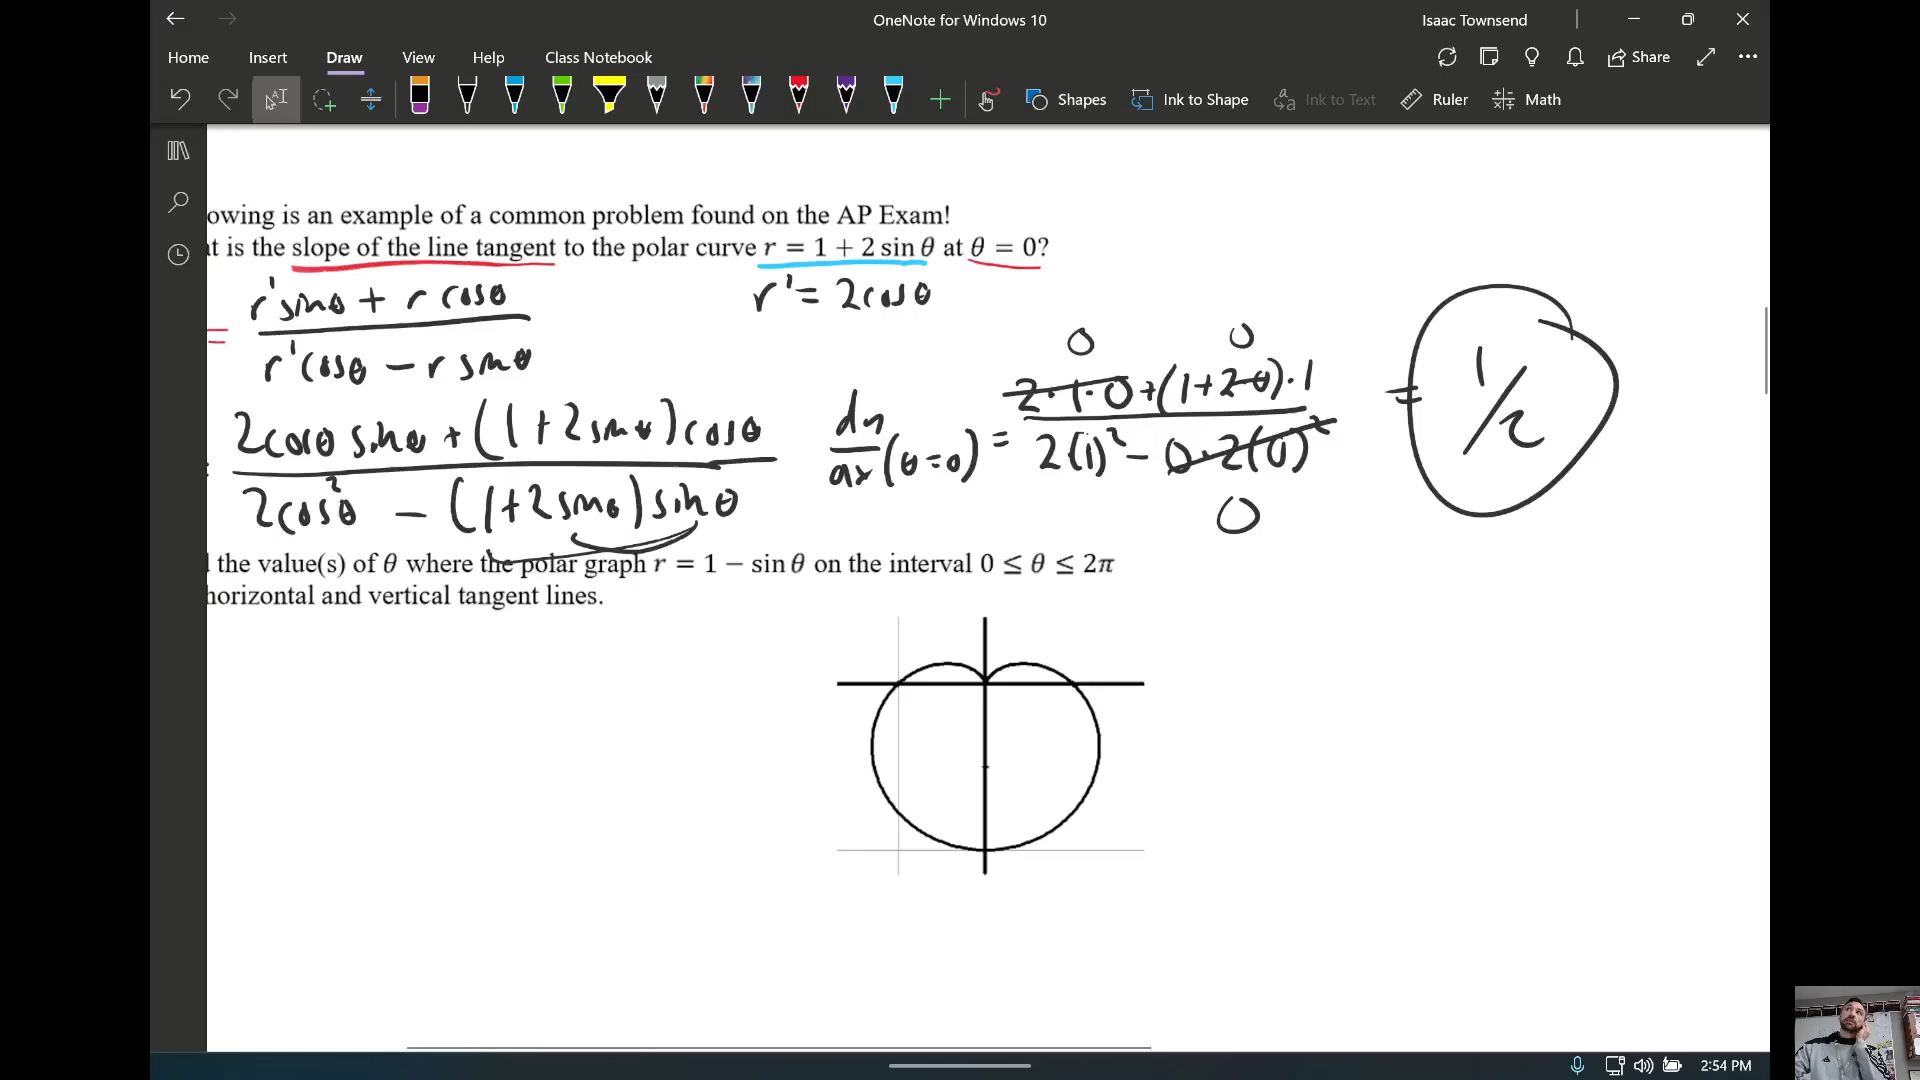 OneNote for Windows 10
Isaac Townsend
Home Insert Draw View Help Class Notebook
Share
Shapes Ink to Shape Ink to Text Ruler Math
owing is an example of a common problem found on the AP Exam!
t is the slope of the line tangent to the polar curve r = 1 + 2 sin θ at θ = 0?
r' sinθ + r cosθ
r' = 2cosθ
=
r' cosθ − r sinθ
0 0
2·1·0 + (1+2·0)·1
dy/dx (θ=0) =
2(1)² − 0·2(0)²
0
= 1/2
2cosθ sinθ + (1+2sinθ)cosθ
2cos²θ − (1+2sinθ)sinθ
the value(s) of θ where the polar graph r = 1 − sin θ on the interval 0 ≤ θ ≤ 2π
horizontal and vertical tangent lines.
2:54 PM